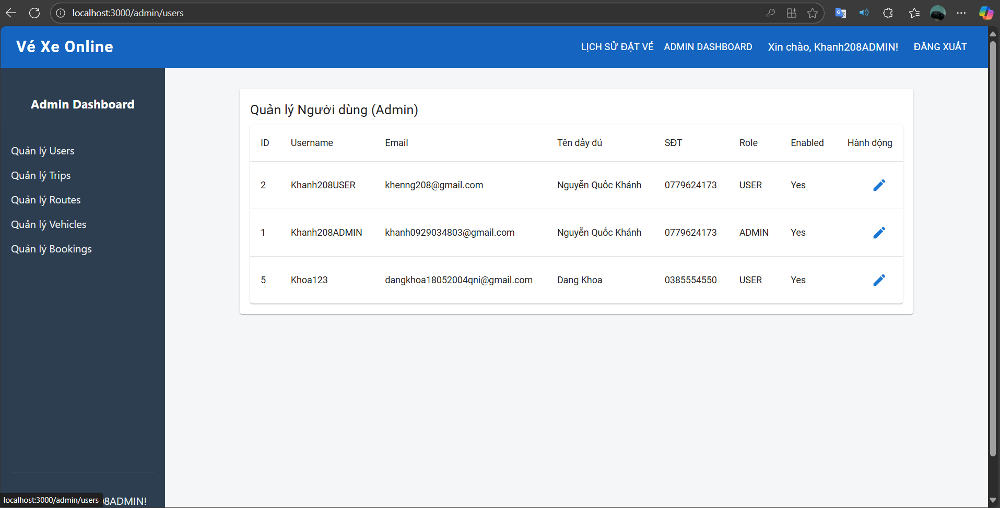 localhost:3000/admin/users
Vé Xe Online
LỊCH SỬ ĐẶT VÉ
ADMIN DASHBOARD
Xin chào, Khanh208ADMIN!
ĐĂNG XUẤT
Admin Dashboard
Quản lý Users
Quản lý Trips
Quản lý Routes
Quản lý Vehicles
Quản lý Bookings
Quản lý Người dùng (Admin)
ID Username Email Tên đầy đủ SĐT Role Enabled Hành động
2 Khanh208USER khenng208@gmail.com Nguyễn Quốc Khánh 0779624173 USER Yes
1 Khanh208ADMIN khanh0929034803@gmail.com Nguyễn Quốc Khánh 0779624173 ADMIN Yes
5 Khoa123 dangkhoa18052004qni@gmail.com Dang Khoa 0385554550 USER Yes
localhost:3000/admin/users
8ADMIN!